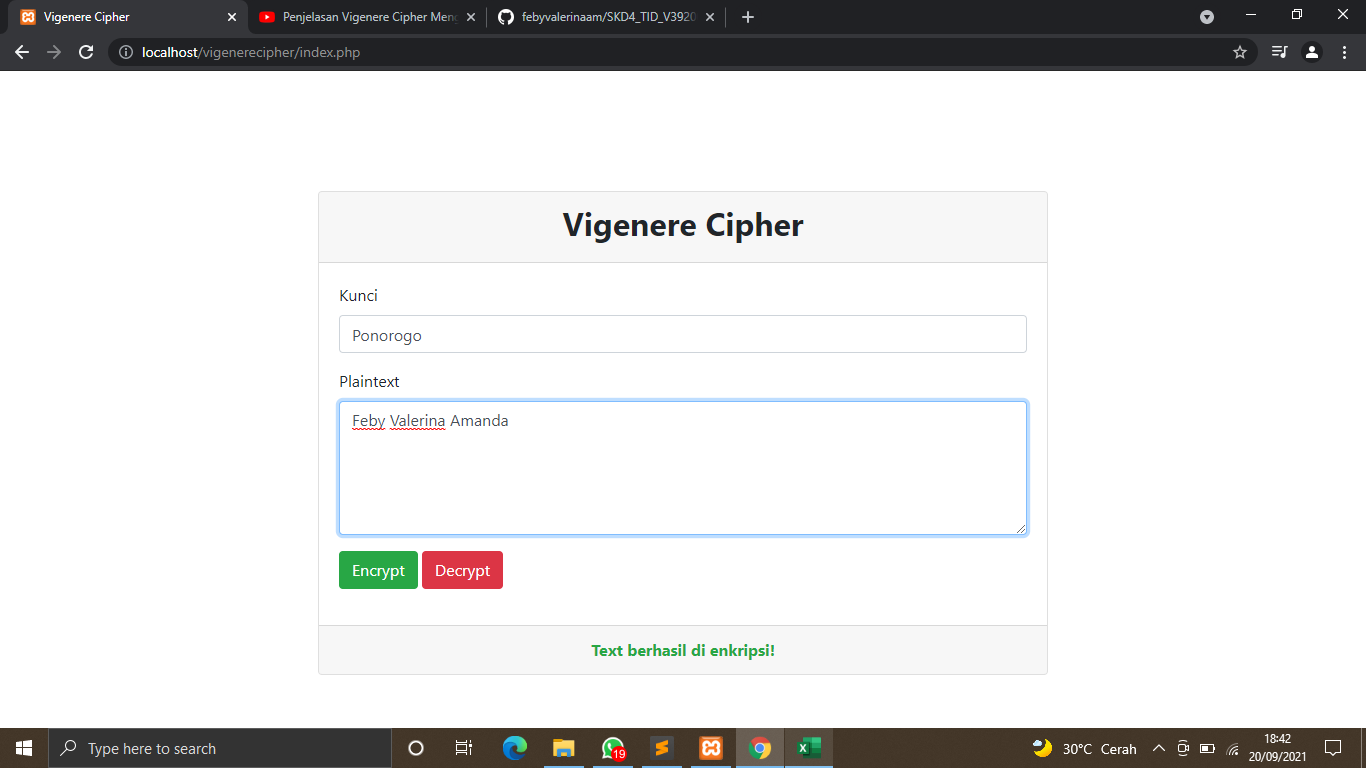 Vigenere Cipher
Penjelasan Vigenere Cipher Meng
febyvalerinaam/SKD4_TID_V3920
localhost/vigenerecipher/index.php
Vigenere Cipher
Kunci
Ponorogo
Plaintext
Feby Valerina Amanda
Encrypt Decrypt
Text berhasil di enkripsi!
Type here to search
19
30°C Cerah
18:42
20/09/2021